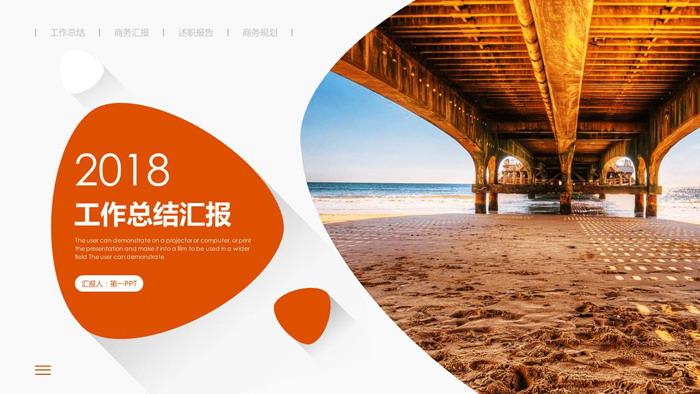 | 工作总结 | 商务汇报 | 述职报告 | 商务规划 |
2018
工作总结汇报
The user can demonstrate on a projector or computer, or print
the presentation and make it into a film to be used in a wider
field The user can demonstrate
汇报人：第一PPT